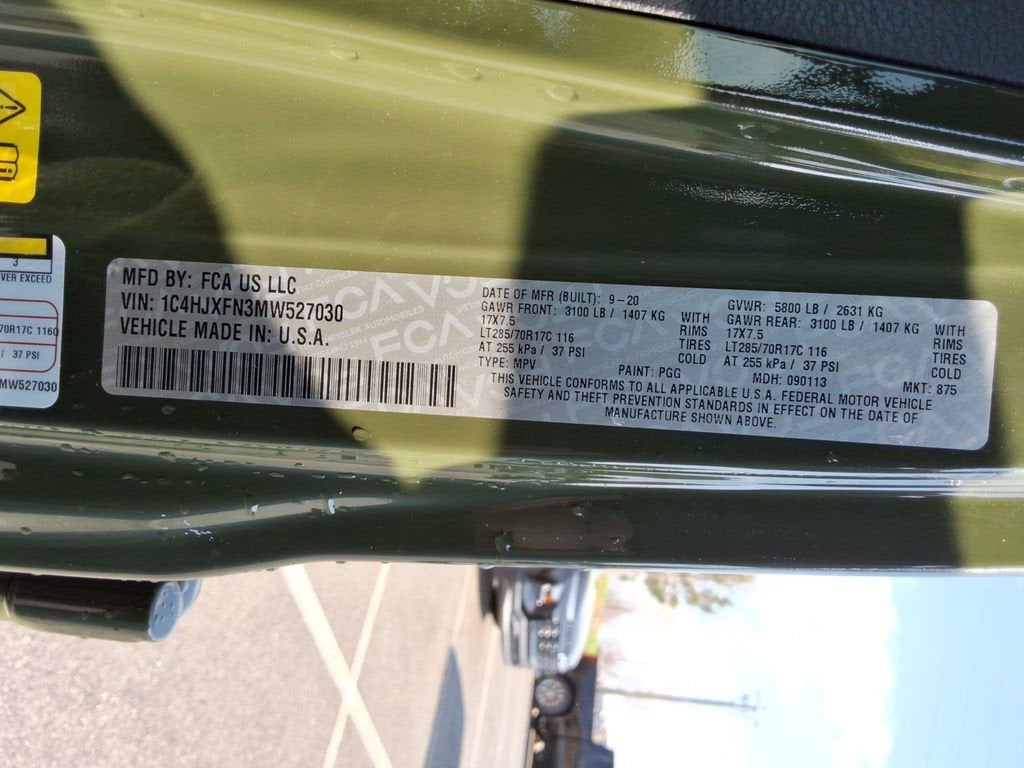 3
VER EXCEED
70R17C 116Q
/ 37 PSI
MW527030
MFD BY: FCA US LLC
VIN: 1C4HJXFN3MW527030
VEHICLE MADE IN: U.S.A.
DATE OF MFR (BUILT): 9-20 GVWR: 5800 LB / 2631 KG
GAWR FRONT: 3100 LB / 1407 KG WITH GAWR REAR: 3100 LB / 1407 KG WITH
17X7.5 RIMS 17X7.5 RIMS
LT285/70R17C 116 TIRES LT285/70R17C 116 TIRES
AT 255 kPa / 37 PSI COLD AT 255 kPa / 37 PSI COLD
TYPE: MPV PAINT: PGG MDH: 090113 MKT: 875
THIS VEHICLE CONFORMS TO ALL APPLICABLE U.S.A. FEDERAL MOTOR VEHICLE
SAFETY AND THEFT PREVENTION STANDARDS IN EFFECT ON THE DATE OF
MANUFACTURE SHOWN ABOVE.